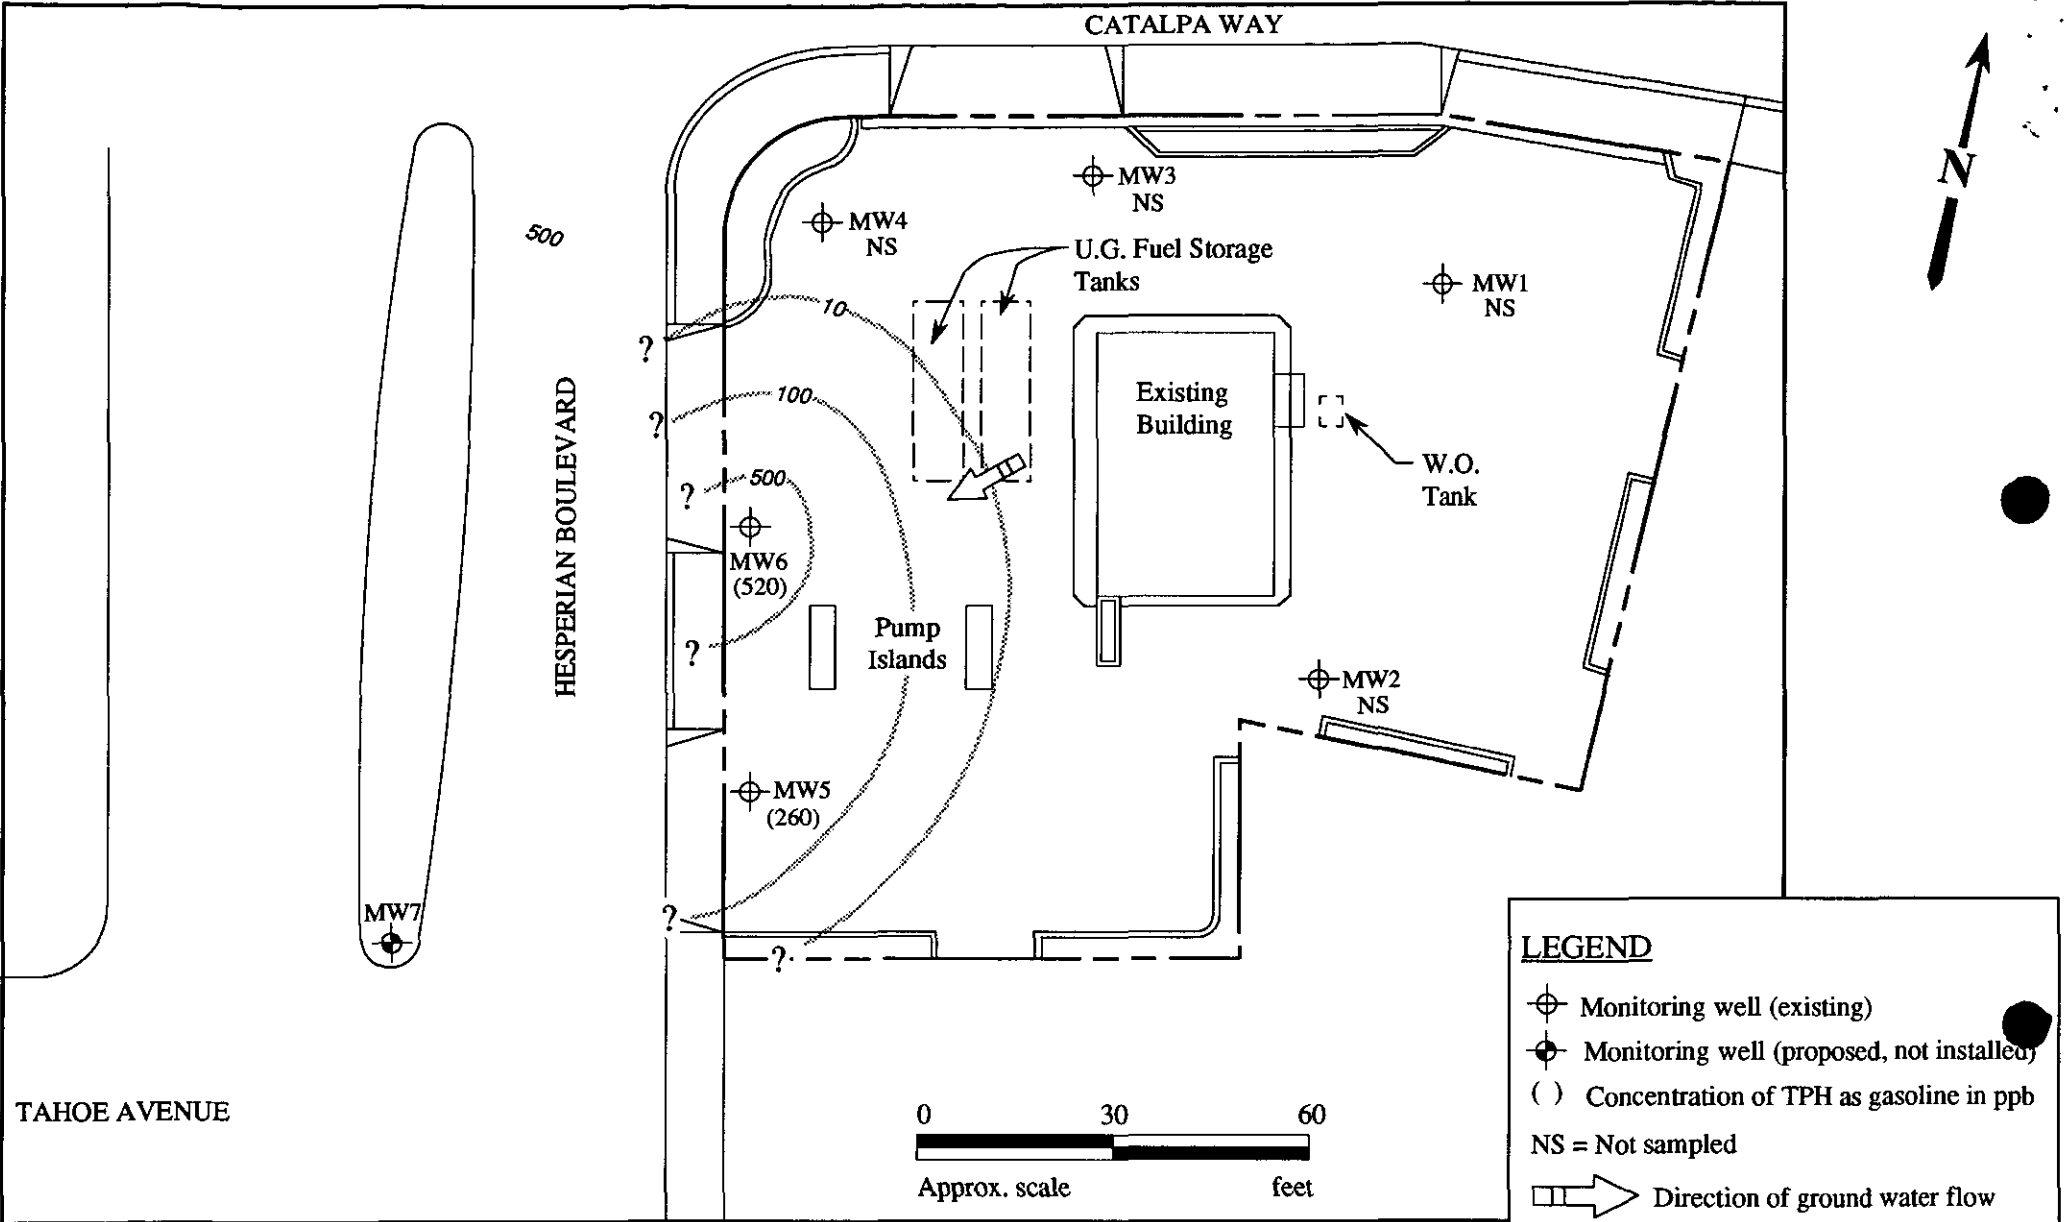 CATALPA WAY
MW3
NS
MW4
NS
500
U.G. Fuel Storage
Tanks
MW1
NS
N
10
?
100
?
Existing
Building
500
?
W.O.
Tank
HESPERIAN BOULEVARD
MW6
(520)
?
Pump
Islands
MW2
NS
MW5
(260)
MW7
?
?
LEGEND
Monitoring well (existing)
Monitoring well (proposed, not installed)
( ) Concentration of TPH as gasoline in ppb
NS = Not sampled
Direction of ground water flow
TAHOE AVENUE
0 30 60
Approx. scale feet